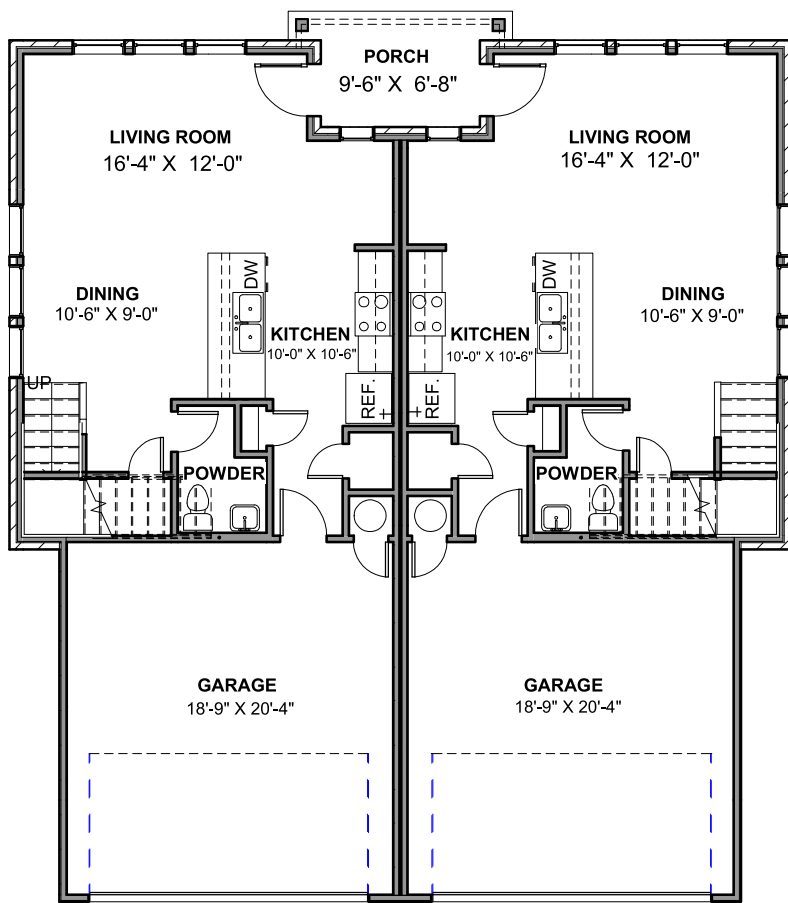 PORCH
9'-6" X 6'-8"
LIVING ROOM
16'-4" X 12'-0"
LIVING ROOM
16'-4" X 12'-0"
DW
DW
DINING
10'-6" X 9'-0"
DINING
10'-6" X 9'-0"
KITCHEN
10'-0" X 10'-6"
KITCHEN
10'-0" X 10'-6"
REF.
REF.
UP
POWDER
POWDER
GARAGE
18'-9" X 20'-4"
GARAGE
18'-9" X 20'-4"